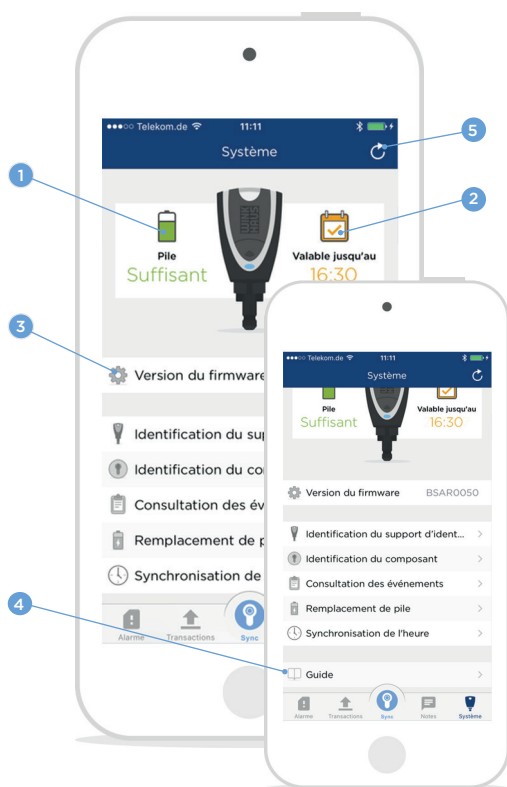 ●●●○○ Telekom.de 11:11
Système
5
1
2
Pile
Suffisant
Valable jusqu'au
16:30
3
Version du firmware
Identification du su
Identification du co
Consultation des év
Remplacement de p
Synchronisation de
4
Alarme Transactions Sync
●●●○○ Telekom.de 11:11
Système
Suffisant
Valable jusqu'au
16:30
Version du firmware BSAR0050
Identification du support d'ident...
Identification du composant
Consultation des événements
Remplacement de pile
Synchronisation de l'heure
Guide
Alarme Transactions Sync Notes Système